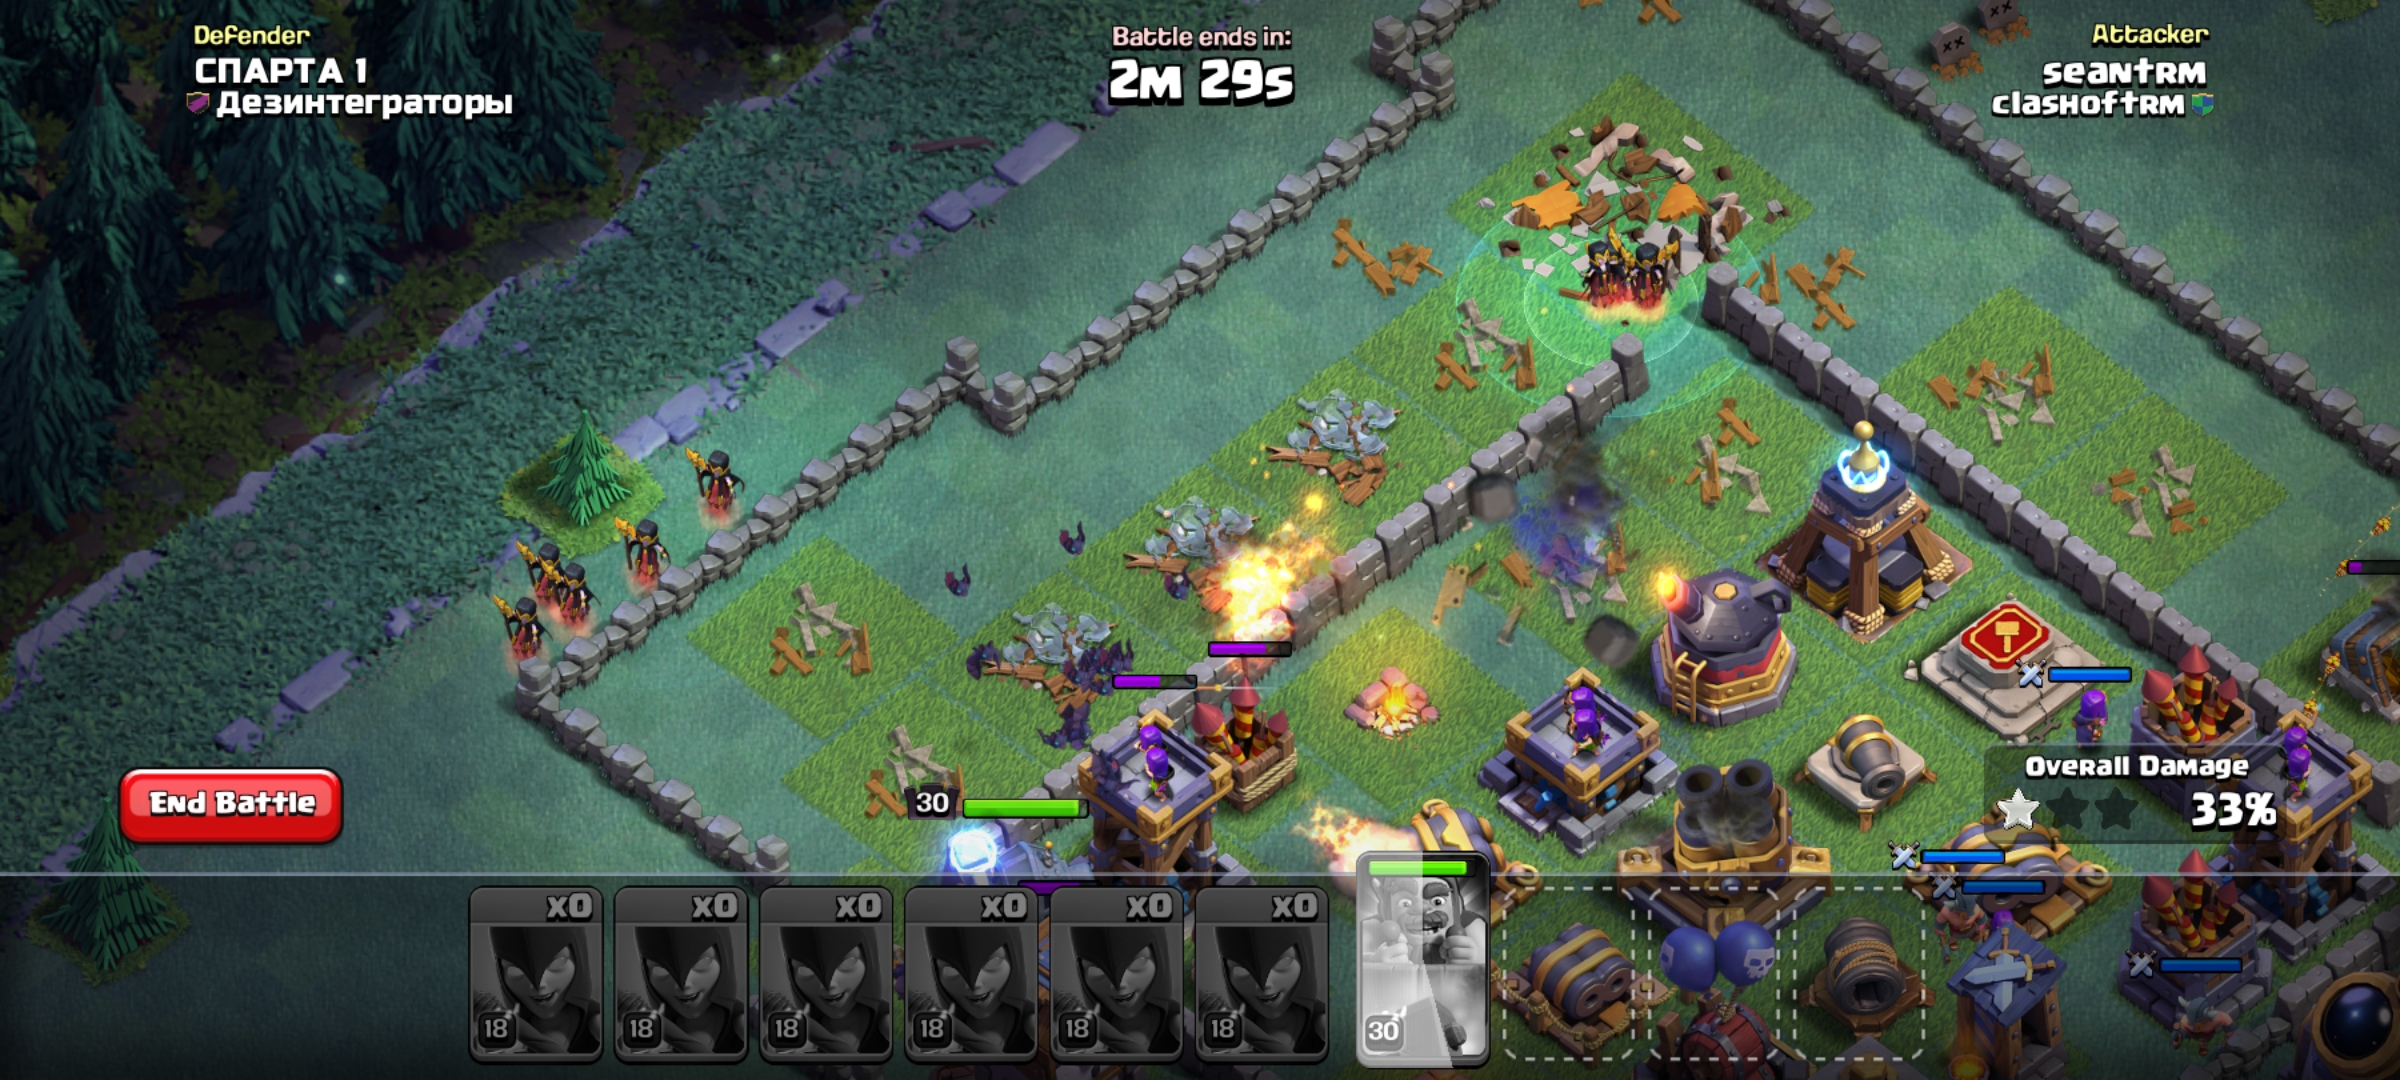 Defender
СПАРТА 1
Дезинтеграторы
Battle ends in:
2M 29s
Attacker
seantRM
clashoftRM
End Battle
30
Overall Damage
33%
x0
x0
x0
x0
x0
x0
18
18
18
18
18
18
30